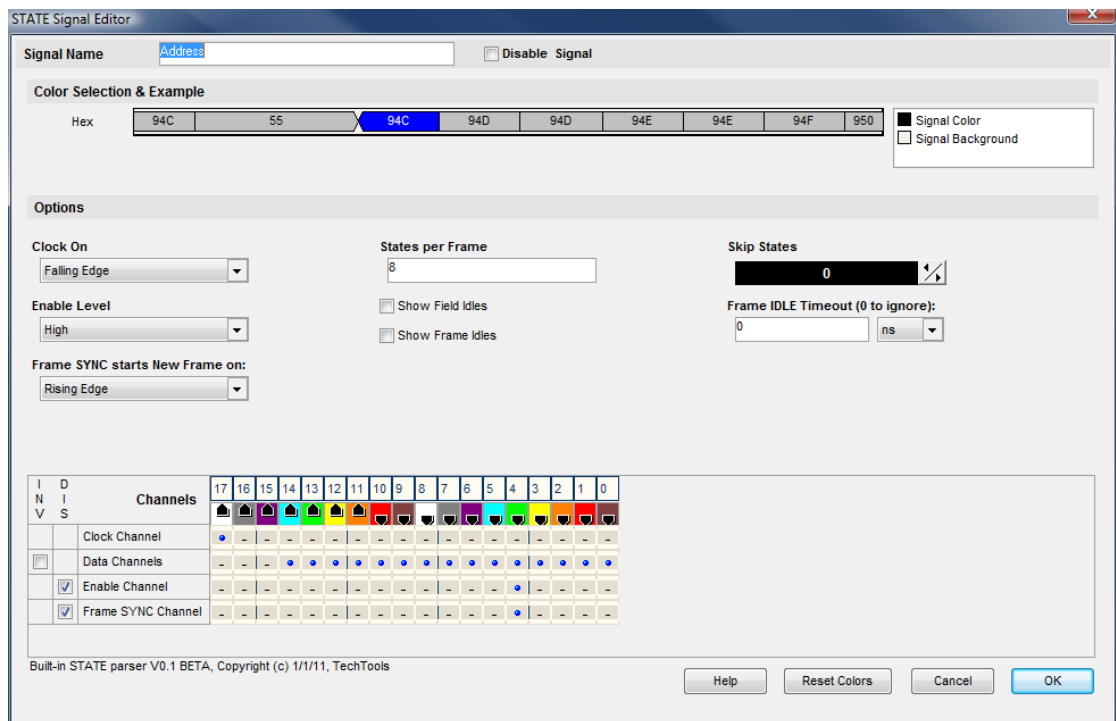 STATE Signal Editor
Signal Name Address Disable Signal
Color Selection & Example
Hex 94C 55 94C 94D 94D 94E 94E 94F 950 Signal Color
Signal Background
Options
Clock On States per Frame Skip States
Falling Edge 8 0
Enable Level Show Field Idles Frame IDLE Timeout (0 to ignore):
High Show Frame Idles 0 ns
Frame SYNC starts New Frame on:
Rising Edge
INV DIS Channels 17 16 15 14 13 12 11 10 9 8 7 6 5 4 3 2 1 0
Clock Channel - - - - - - - - - - - - - - - - -
Data Channels - - -
Enable Channel - - - - - - - - - - - - - - - - -
Frame SYNC Channel - - - - - - - - - - - - - - - - -
Built-in STATE parser V0.1 BETA, Copyright (c) 1/1/11, TechTools
Help Reset Colors Cancel OK